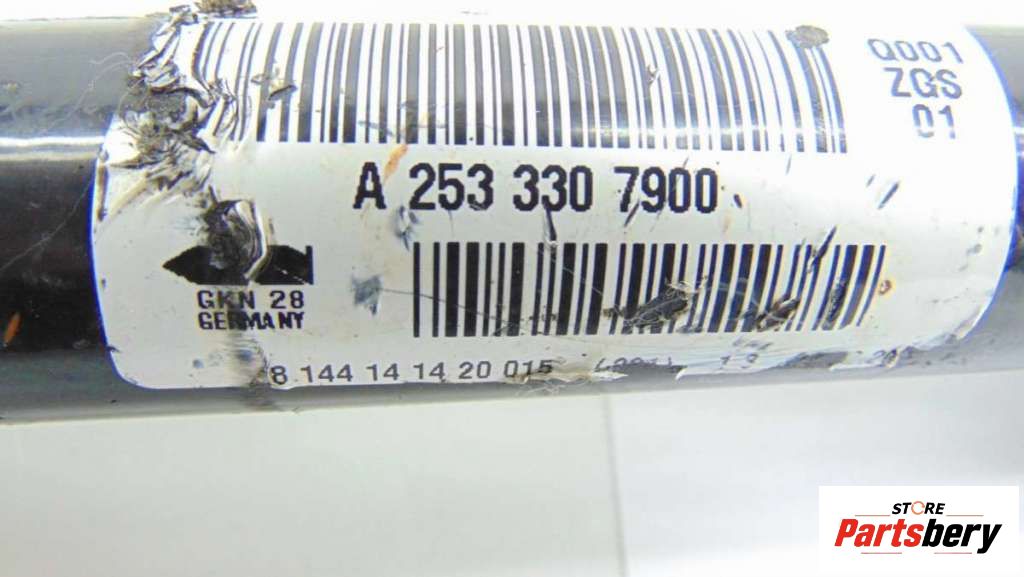 Q001
ZGS
01
A 253 330 7900
GKN 28
GERMANY
8 144 14 14 20 015
STORE
Partsbery